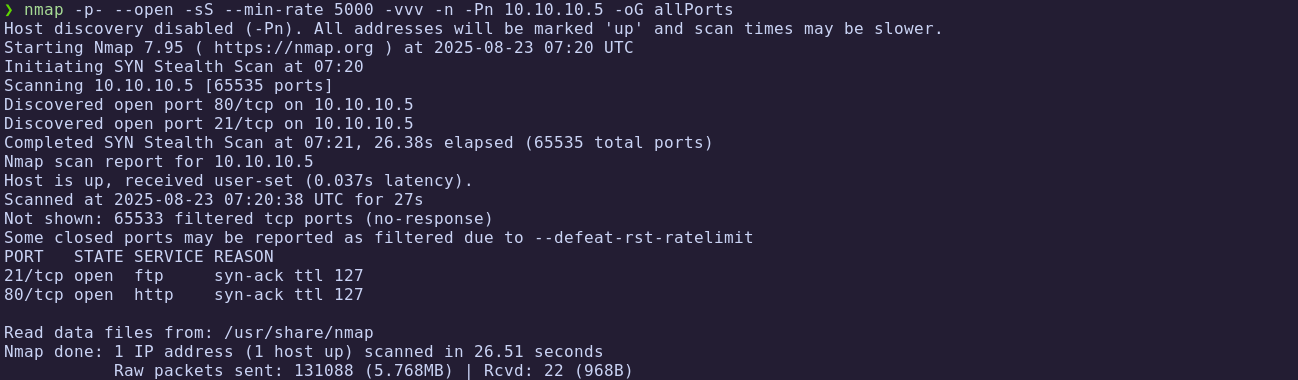 ❯ nmap -p- --open -sS --min-rate 5000 -vvv -n -Pn 10.10.10.5 -oG allPorts
Host discovery disabled (-Pn). All addresses will be marked 'up' and scan times may be slower.
Starting Nmap 7.95 ( https://nmap.org ) at 2025-08-23 07:20 UTC
Initiating SYN Stealth Scan at 07:20
Scanning 10.10.10.5 [65535 ports]
Discovered open port 80/tcp on 10.10.10.5
Discovered open port 21/tcp on 10.10.10.5
Completed SYN Stealth Scan at 07:21, 26.38s elapsed (65535 total ports)
Nmap scan report for 10.10.10.5
Host is up, received user-set (0.037s latency).
Scanned at 2025-08-23 07:20:38 UTC for 27s
Not shown: 65533 filtered tcp ports (no-response)
Some closed ports may be reported as filtered due to --defeat-rst-ratelimit
PORT   STATE SERVICE REASON
21/tcp open  ftp     syn-ack ttl 127
80/tcp open  http    syn-ack ttl 127
Read data files from: /usr/share/nmap
Nmap done: 1 IP address (1 host up) scanned in 26.51 seconds
           Raw packets sent: 131088 (5.768MB) | Rcvd: 22 (968B)